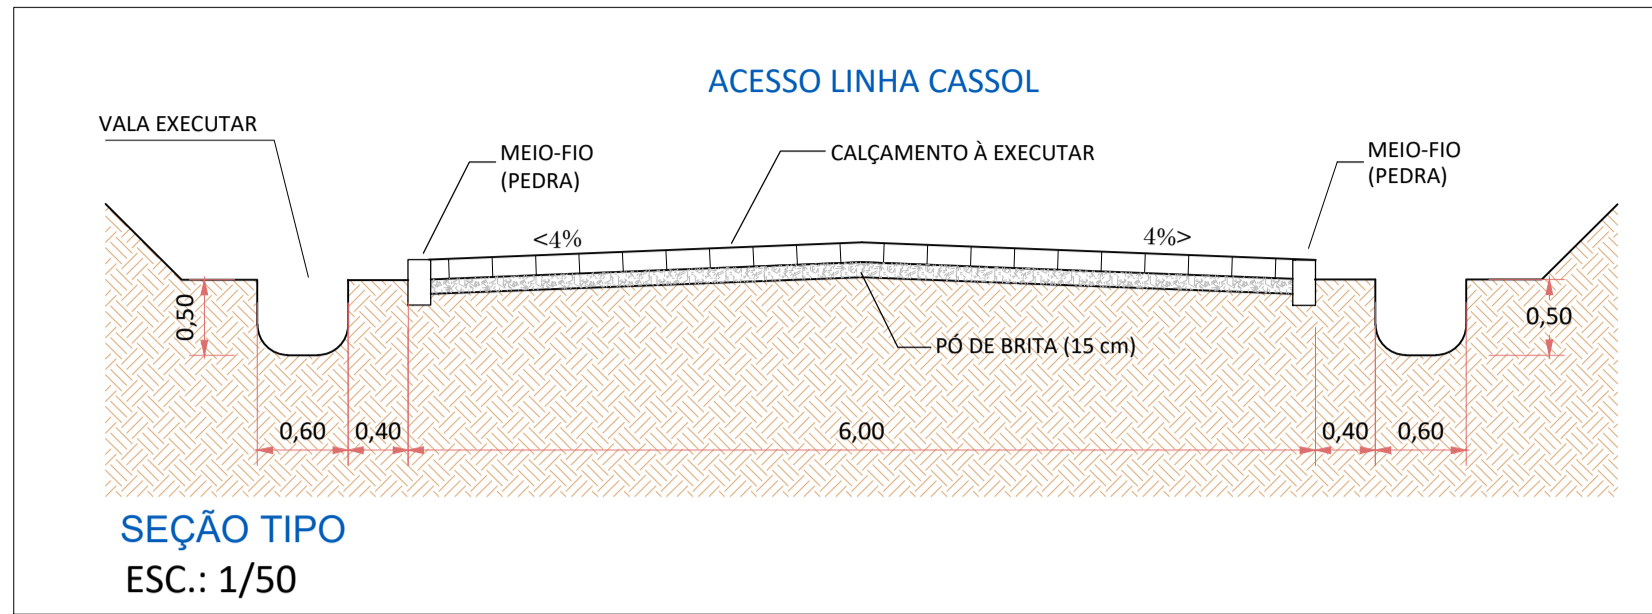 ACESSO LINHA CASSOL
VALA EXECUTAR
MEIO-FIO
(PEDRA)
CALÇAMENTO À EXECUTAR
MEIO-FIO
(PEDRA)
<4%
4%>
0,50
0,50
PÓ DE BRITA (15 cm)
0,60
0,40
6,00
0,40
0,60
SEÇÃO TIPO
ESC.: 1/50